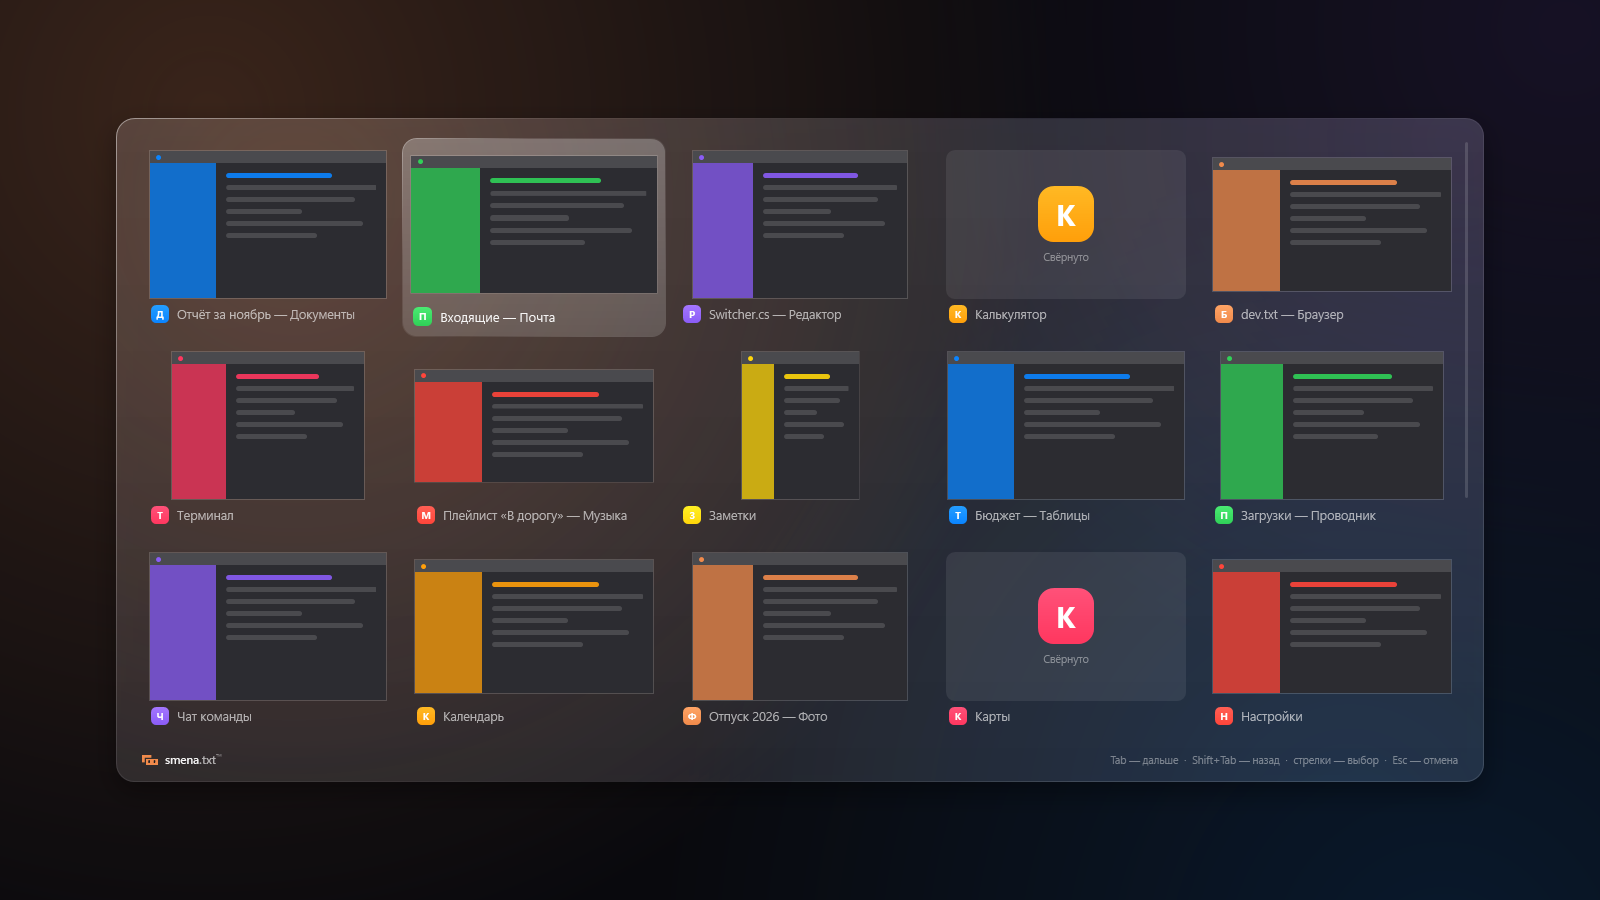 Д Отчёт за ноябрь — Документы
П Входящие — Почта
Р Switcher.cs — Редактор
К
Свёрнуто
К Калькулятор
Б dev.txt — Браузер
Т Терминал
М Плейлист «В дорогу» — Музыка
З Заметки
Т Бюджет — Таблицы
П Загрузки — Проводник
Ч Чат команды
К Календарь
Ф Отпуск 2026 — Фото
К
Свёрнуто
К Карты
Н Настройки
smena.txt™
Tab — дальше · Shift+Tab — назад · стрелки — выбор · Esc — отмена